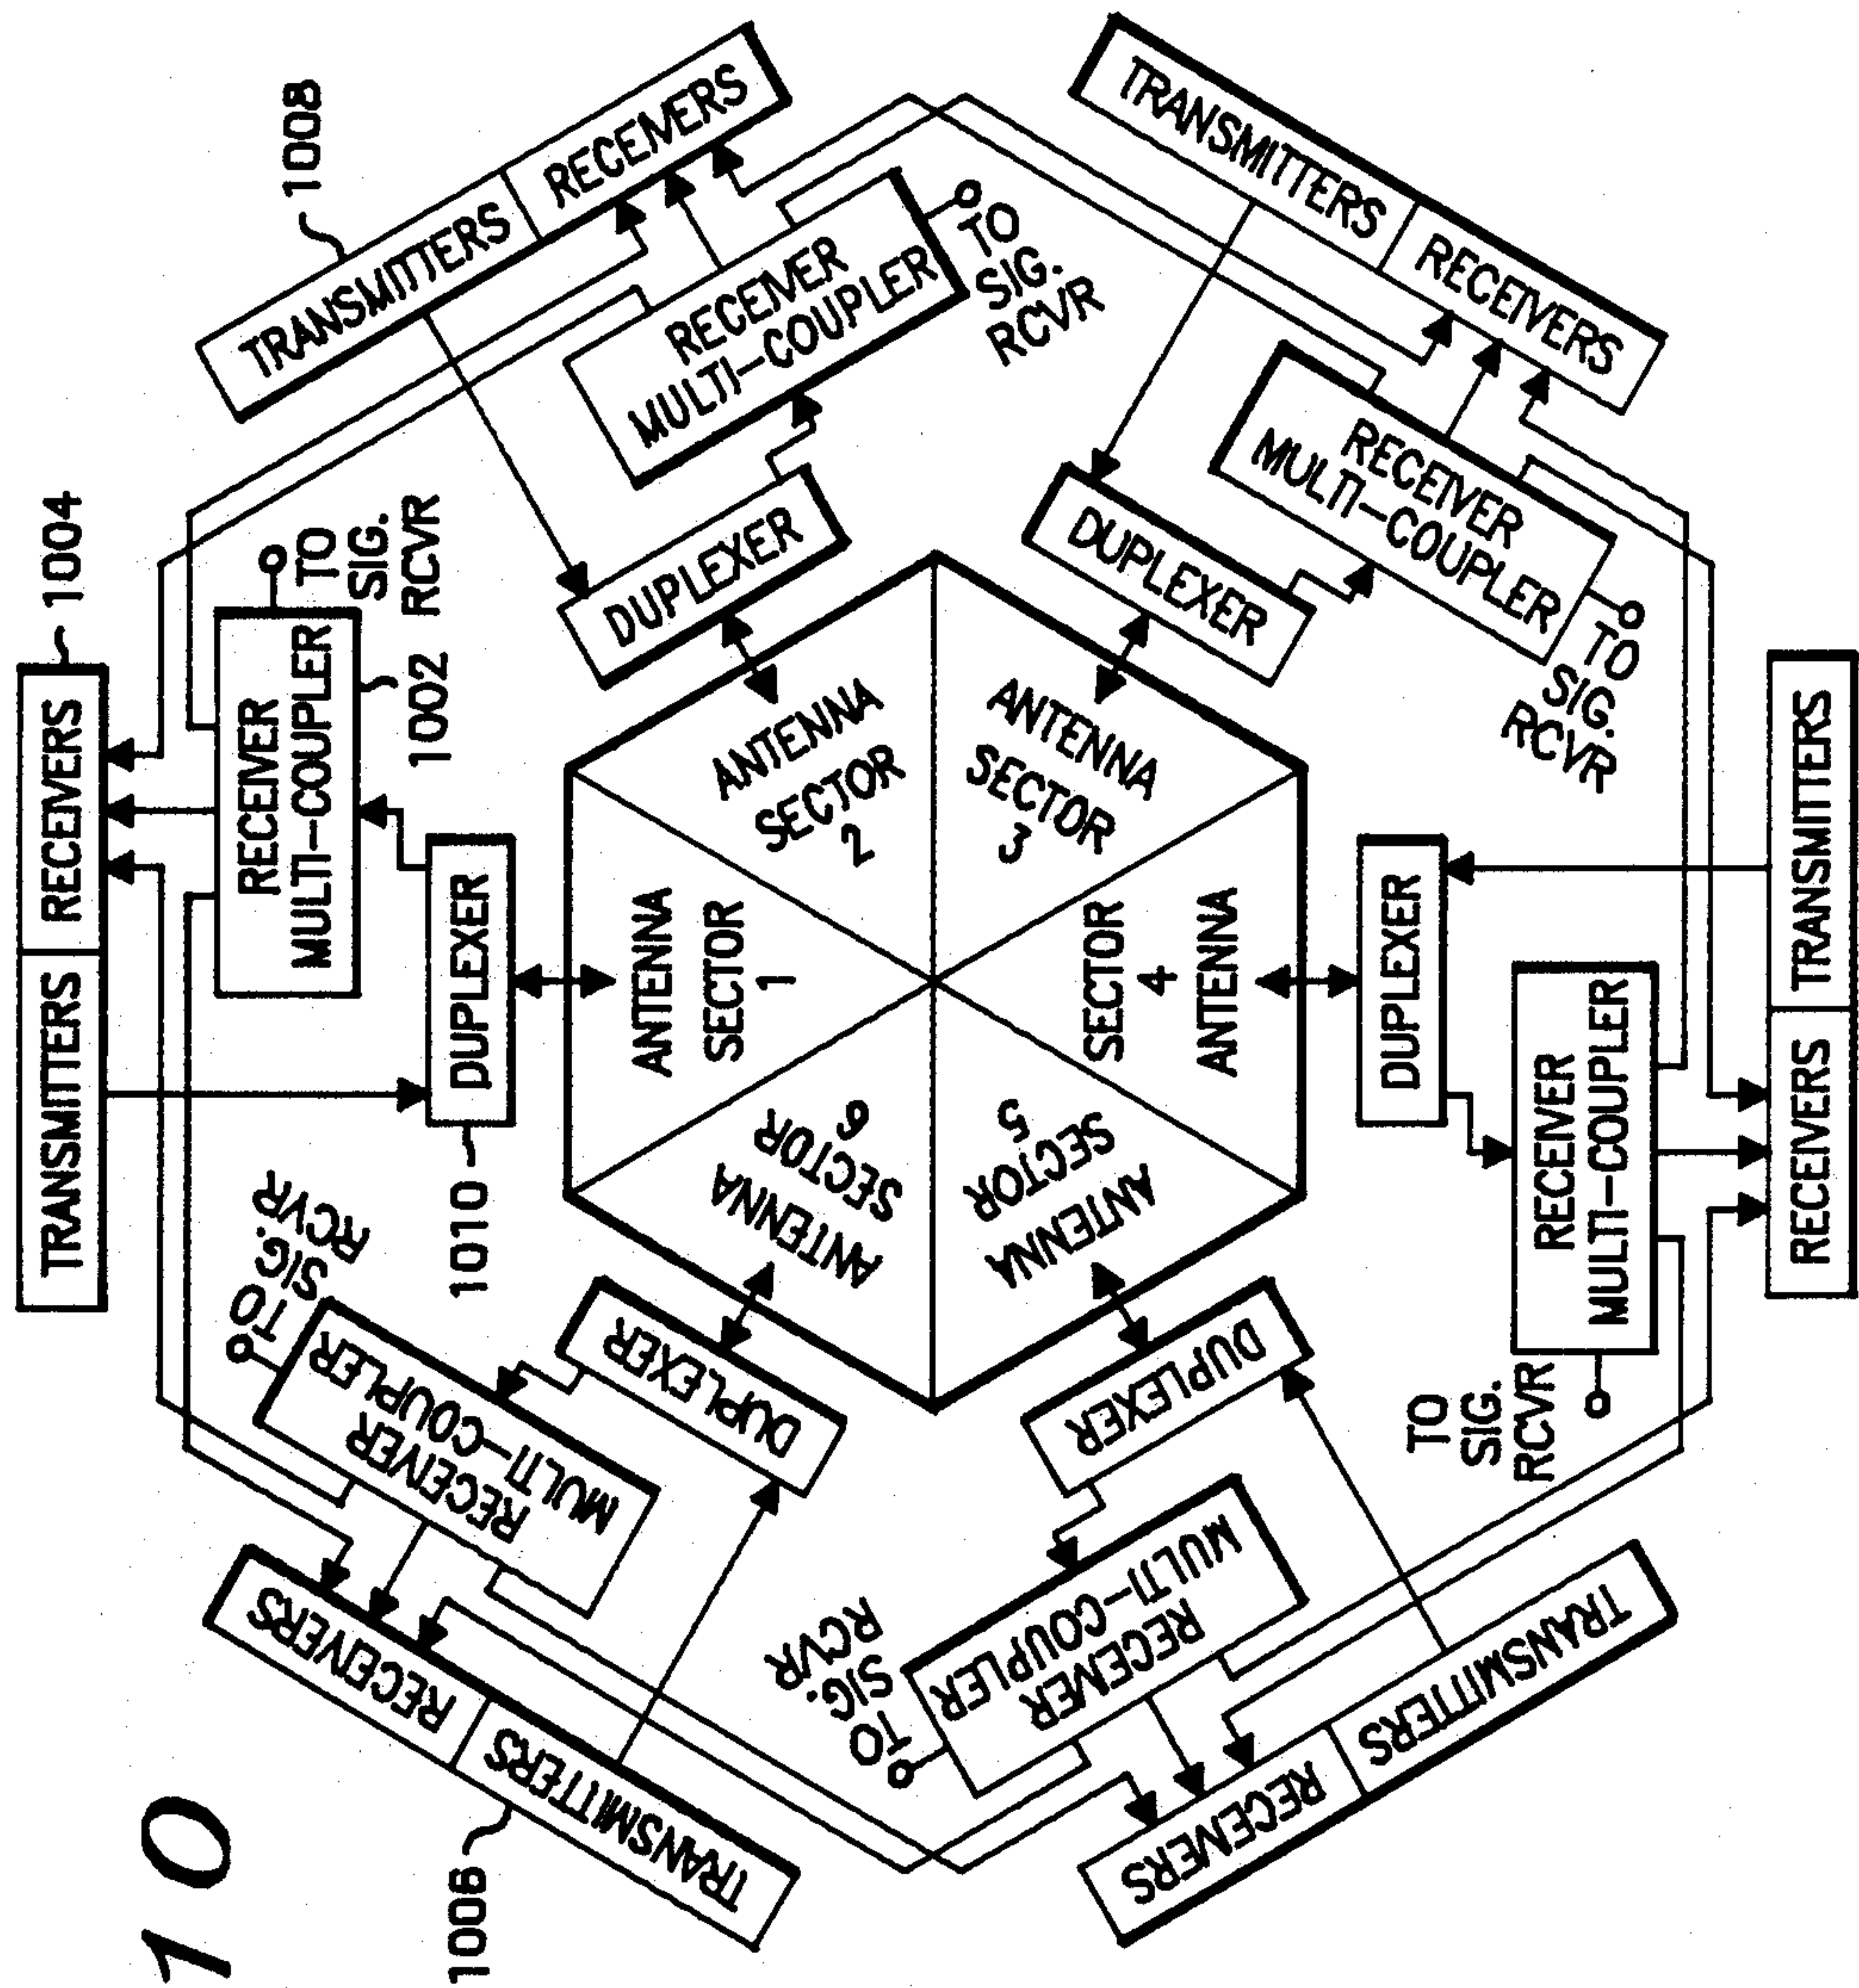 10
1004
TRANSMITTERS
RECEIVERS
1008
TRANSMITTERS
RECEIVERS
RECEIVER
MULTI-COUPLER
TO
SIG.
RCVR
1002
DUPLEXER
1010
ANTENNA
SECTOR
1
RECEIVER
MULTI-COUPLER
TO
SIG.
RCVR
DUPLEXER
ANTENNA
SECTOR
2
TRANSMITTERS
RECEIVERS
RECEIVER
MULTI-COUPLER
TO
SIG.
RCVR
DUPLEXER
ANTENNA
SECTOR
3
SECTOR
4
ANTENNA
DUPLEXER
RECEIVER
MULTI-COUPLER
TO
SIG.
RCVR
RECEIVERS
TRANSMITTERS
ANTENNA
SECTOR
5
DUPLEXER
RECEIVER
MULTI-COUPLER
TO
SIG.
RCVR
RECEIVERS
TRANSMITTERS
ANTENNA
SECTOR
6
DUPLEXER
RECEIVER
MULTI-COUPLER
TO
SIG.
RCVR
RECEIVERS
TRANSMITTERS
1006